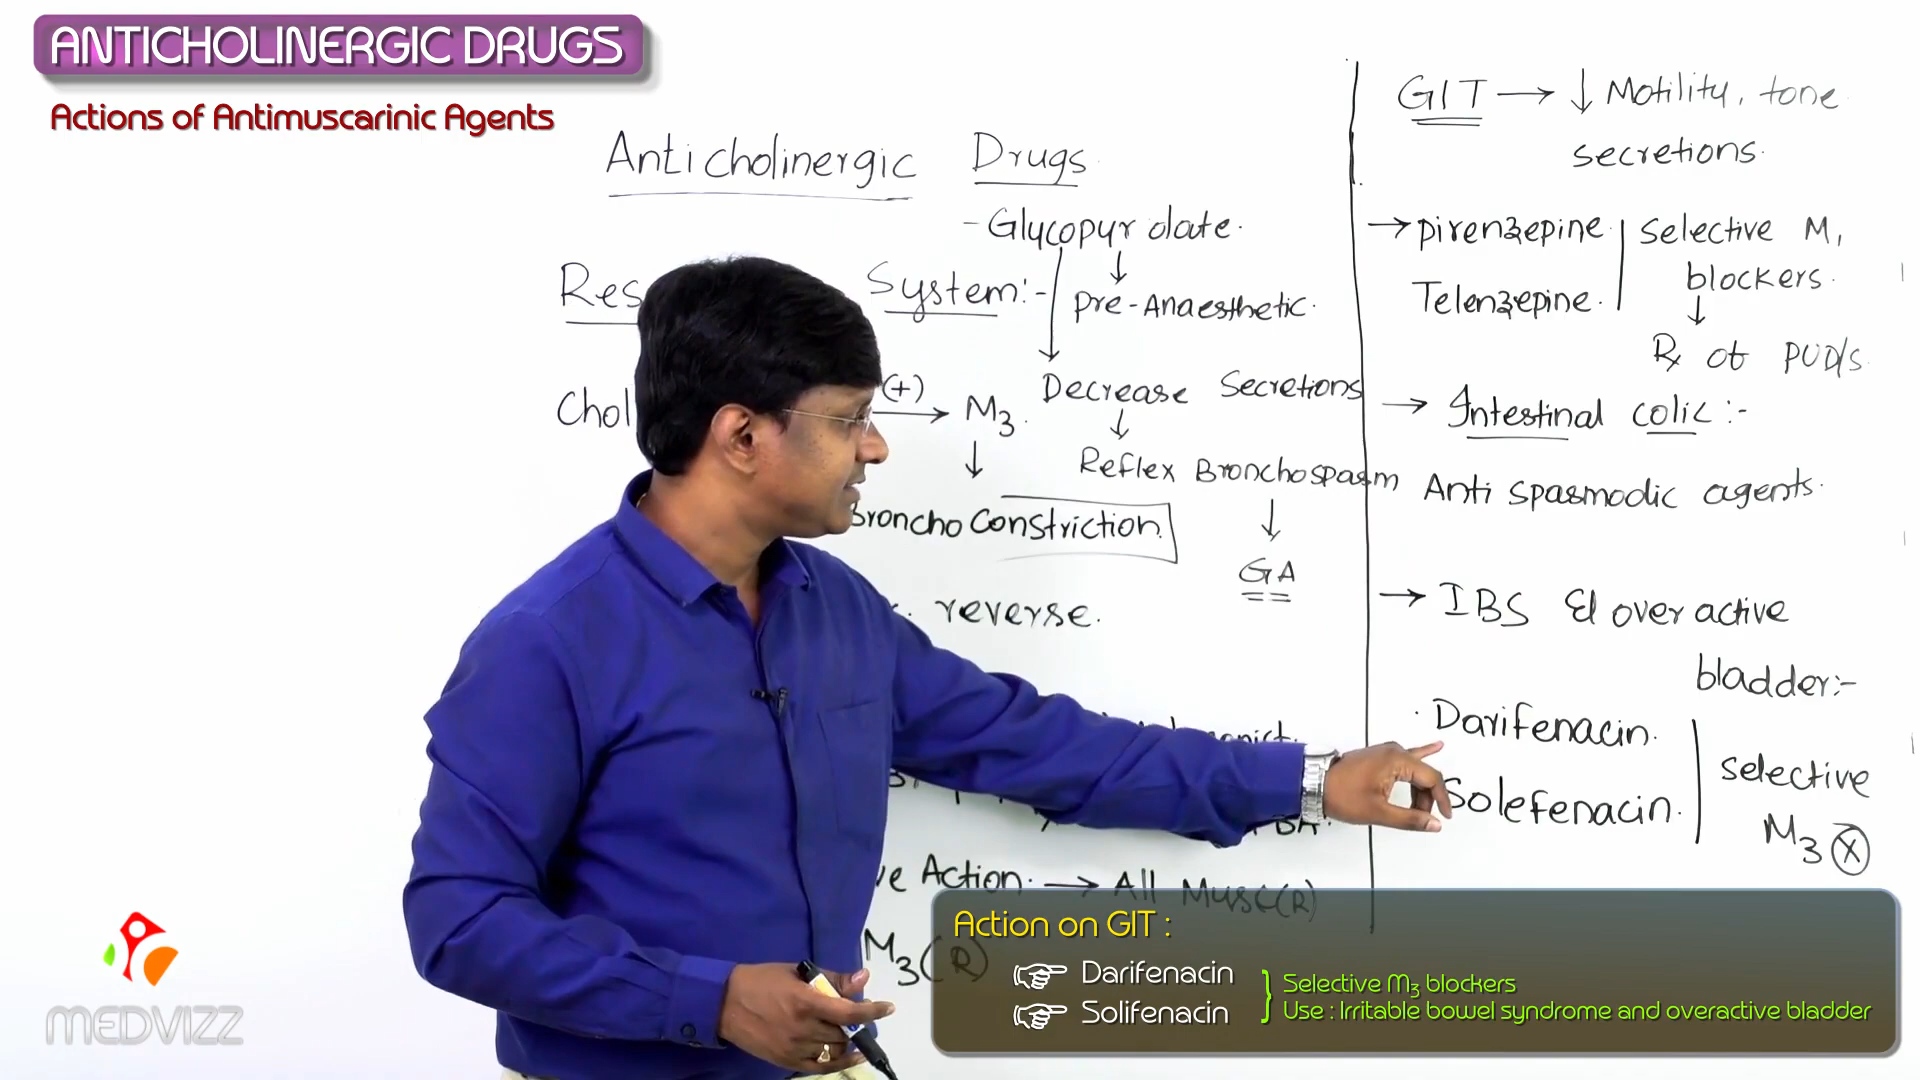 ANTICHOLINERGIC DRUGS
Actions of Antimuscarinic Agents
Anticholinergic Drugs
- Glycopyrolate.
Pre-Anaesthetic.
System:-
Decrease Secretions
(+)
M3.
Reflex Bronchospasm
Broncho Constriction
GA
reverse.
Action. → All Musc(R)
M3(R)
GIT → ↓ Motility, tone
secretions.
→ Pirenzepine
Telenzepine.
Selective M1
blockers.
↓
Rx of PUD/s.
→ Intestinal colic :-
Anti spasmodic agents.
→ IBS & over active
bladder:-
Darifenacin.
Solefenacin.
selective
M3 X
Action on GIT :
Darifenacin
Solifenacin
Selective M3 blockers
Use : Irritable bowel syndrome and overactive bladder
MEDVIZZ